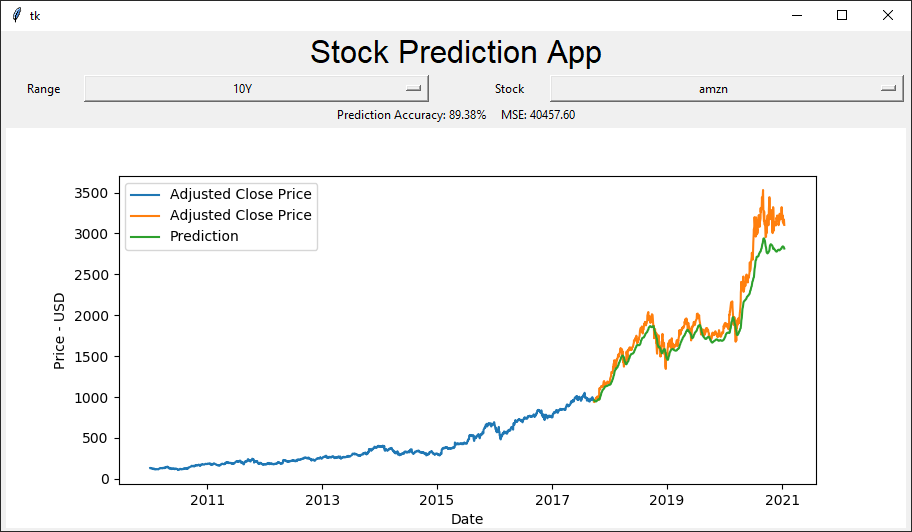 tk
Stock Prediction App
Range 10Y Stock amzn
Prediction Accuracy: 89.38% MSE: 40457.60
Adjusted Close Price
Adjusted Close Price
Prediction
3500
3000
2500
2000
1500
1000
500
0
Price - USD
2011 2013 2015 2017 2019 2021
Date